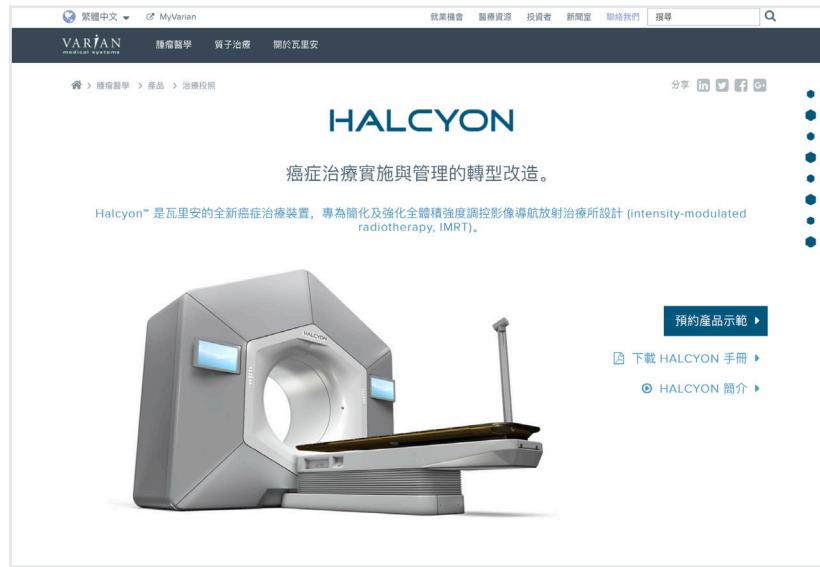 繁體中文 MyVarian 就業機會 醫療資源 投資者 新聞室 聯絡我們 搜尋
VARIAN
medical systems
腫瘤醫學 質子治療 關於瓦里安
> 腫瘤醫學 > 產品 > 治療投照 分享
HALCYON
癌症治療實施與管理的轉型改造。
Halcyon™ 是瓦里安的全新癌症治療裝置，專為簡化及強化全體積強度調控影像導航放射治療所設計 (intensity-modulated
radiotherapy, IMRT)。
HALCYON
預約產品示範
下載 HALCYON 手冊
HALCYON 簡介